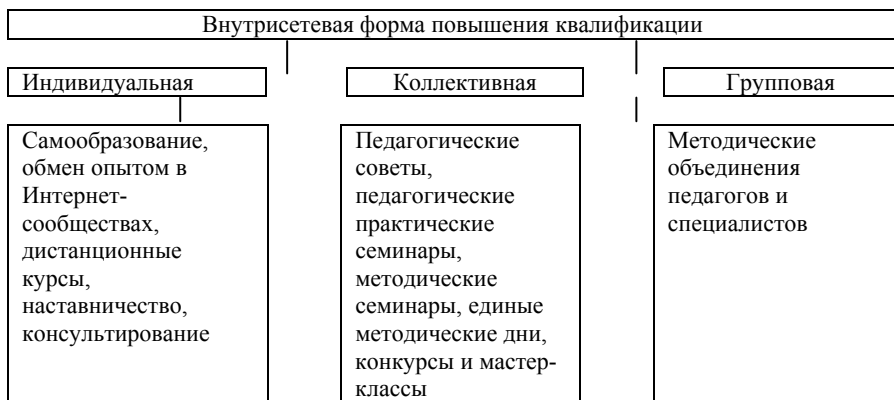 Внутрисетевая форма повышения квалификации
Индивидуальная
Коллективная
Групповая
Самообразование,
обмен опытом в
Интернет-
сообществах,
дистанционные
курсы,
наставничество,
консультирование
Педагогические
советы,
педагогические
практические
семинары,
методические
семинары, единые
методические дни,
конкурсы и мастер-
классы
Методические
объединения
педагогов и
специалистов